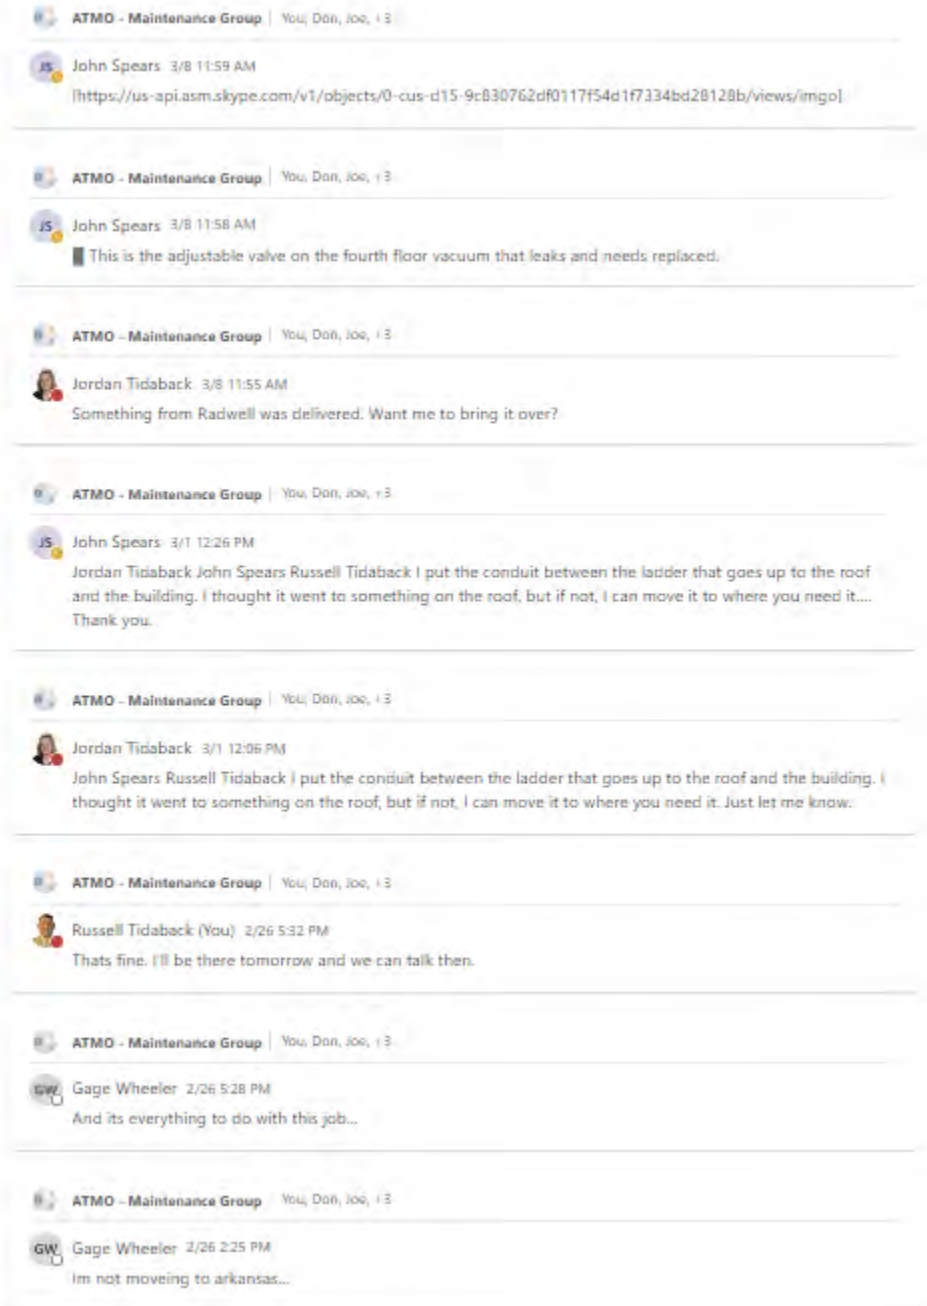 ATMO - Maintenance Group | You, Don, Joe, +3
JS John Spears 3/8 11:59 AM
[https://us-api.asm.skype.com/v1/objects/0-cus-d15-9c830762df0117f54d1f7334bd28128b/views/imgo]
ATMO - Maintenance Group | You, Don, Joe, +3
JS John Spears 3/8 11:58 AM
This is the adjustable valve on the fourth floor vacuum that leaks and needs replaced.
ATMO - Maintenance Group | You, Don, Joe, +3
Jordan Tidaback 3/8 11:55 AM
Something from Radwell was delivered. Want me to bring it over?
ATMO - Maintenance Group | You, Don, Joe, +3
JS John Spears 3/1 12:26 PM
Jordan Tidaback John Spears Russell Tidaback I put the conduit between the ladder that goes up to the roof
and the building. I thought it went to something on the roof, but if not, I can move it to where you need it....
Thank you.
ATMO - Maintenance Group | You, Don, Joe, +3
Jordan Tidaback 3/1 12:06 PM
John Spears Russell Tidaback I put the conduit between the ladder that goes up to the roof and the building. I
thought it went to something on the roof, but if not, I can move it to where you need it. Just let me know.
ATMO - Maintenance Group | You, Don, Joe, +3
Russell Tidaback (You) 2/26 5:32 PM
Thats fine. I'll be there tomorrow and we can talk then.
ATMO - Maintenance Group | You, Don, Joe, +3
GW Gage Wheeler 2/26 5:28 PM
And its everything to do with this job...
ATMO - Maintenance Group You, Don, Joe, +3
GW Gage Wheeler 2/26 2:25 PM
Im not moveing to arkansas...